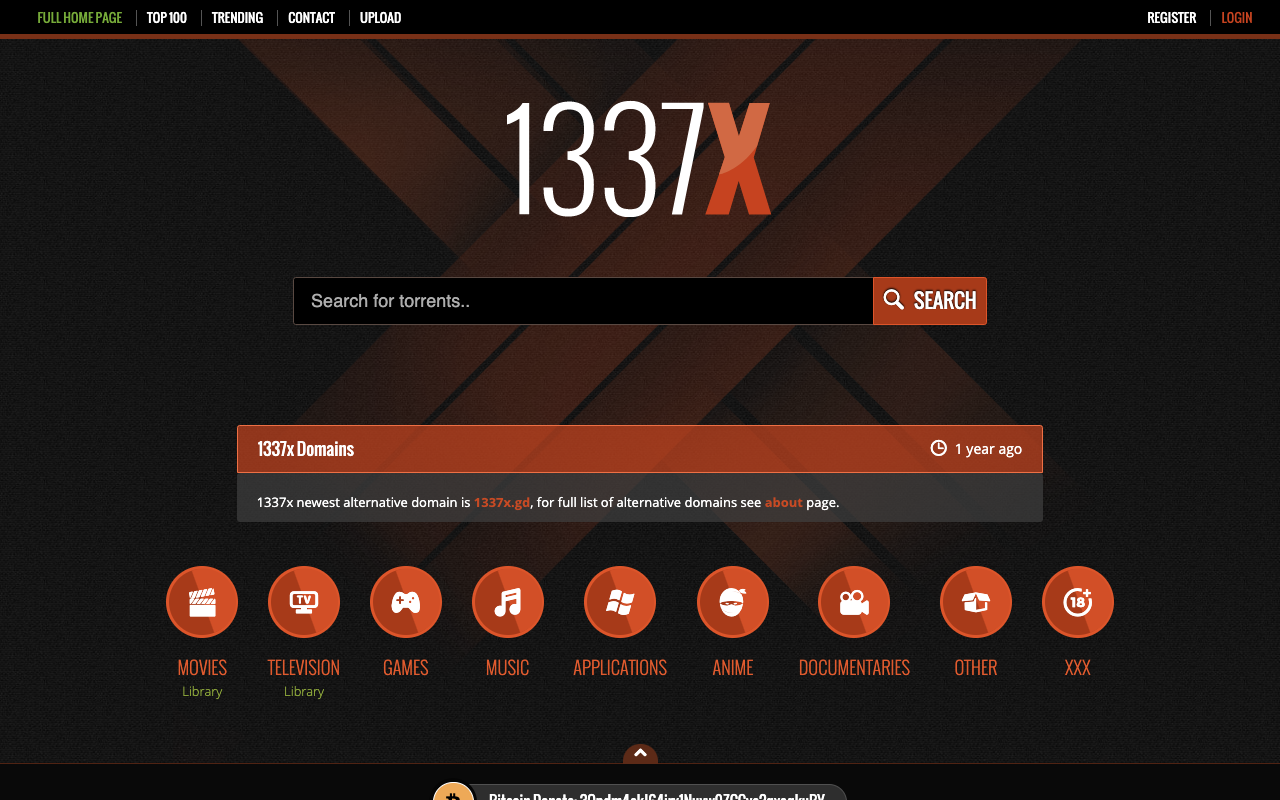 FULL HOME PAGE TOP 100 TRENDING CONTACT UPLOAD REGISTER LOGIN
1337X
Search for torrents.. SEARCH
1337x Domains 1 year ago
1337x newest alternative domain is 1337x.gd, for full list of alternative domains see about page.
TV 18+
MOVIES TELEVISION GAMES MUSIC APPLICATIONS ANIME DOCUMENTARIES OTHER XXX
Library Library
Bitcoin Donate: